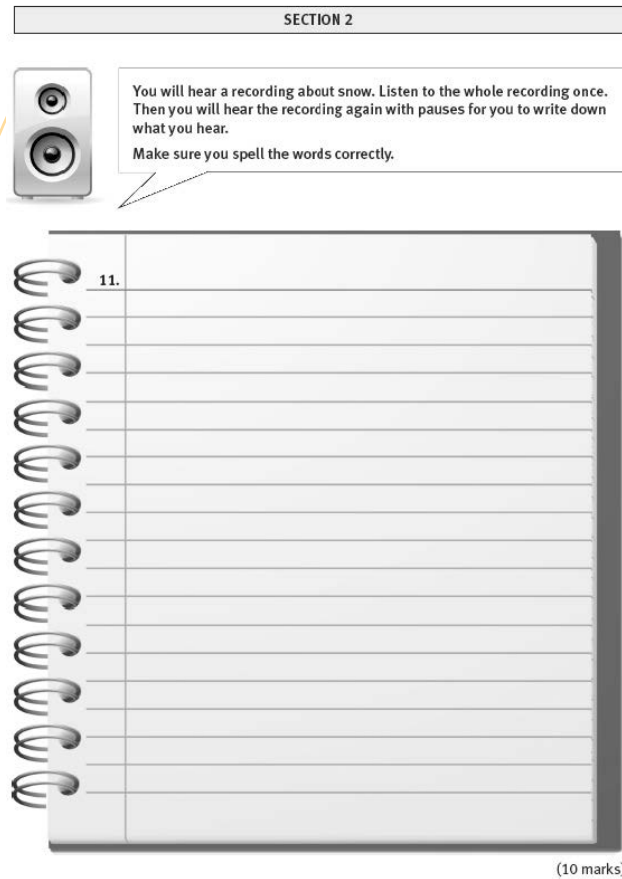 SECTION 2
You will hear a recording about snow. Listen to the whole recording once.
Then you will hear the recording again with pauses for you to write down
what you hear.
Make sure you spell the words correctly.
11.
(10 marks)